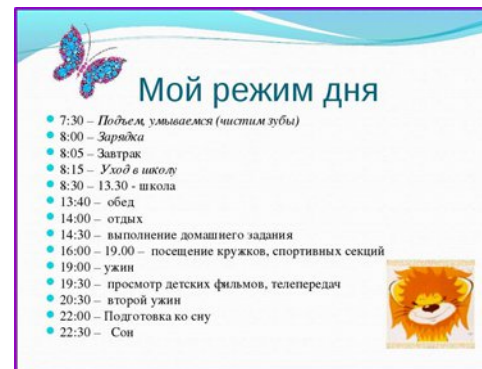 Мой режим дня
7:30 – Подъем, умываемся (чистим зубы)
8:00 – Зарядка
8:05 – Завтрак
8:15 – Уход в школу
8:30 – 13.30 - школа
13:40 – обед
14:00 – отдых
14:30 – выполнение домашнего задания
16:00 – 19.00 – посещение кружков, спортивных секций
19:00 – ужин
19:30 – просмотр детских фильмов, телепередач
20:30 – второй ужин
22:00 – Подготовка ко сну
22:30 – Сон